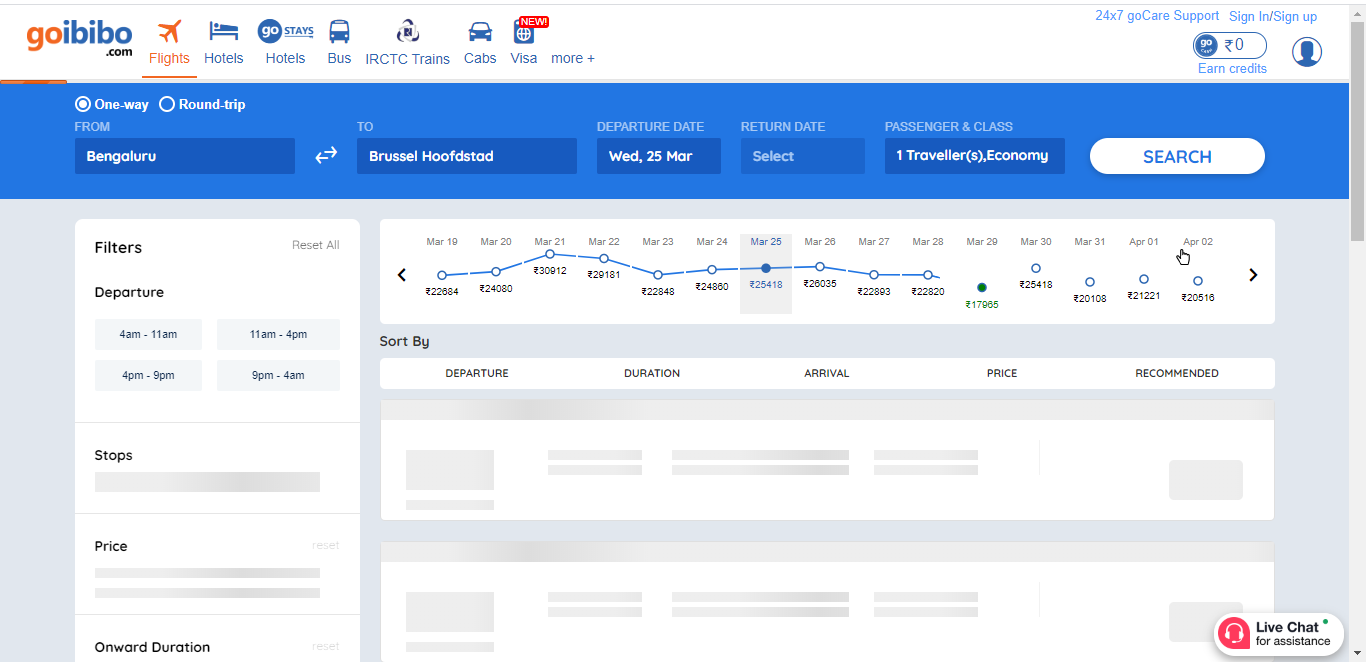 24x7 goCare Support Sign In/Sign up
goibibo
.com
go STAYS
NEW!
Flights Hotels Hotels Bus IRCTC Trains Cabs Visa more +
go ₹0
Earn credits
One-way Round-trip
FROM TO DEPARTURE DATE RETURN DATE PASSENGER & CLASS
Bengaluru Brussel Hoofdstad Wed, 25 Mar Select 1 Traveller(s),Economy SEARCH
Filters Reset All
Departure
4am - 11am 11am - 4pm
4pm - 9pm 9pm - 4am
Stops
Price reset
Onward Duration reset
Mar 19 Mar 20 Mar 21 Mar 22 Mar 23 Mar 24 Mar 25 Mar 26 Mar 27 Mar 28 Mar 29 Mar 30 Mar 31 Apr 01 Apr 02
₹22684 ₹24080 ₹30912 ₹29181 ₹22848 ₹24860 ₹25418 ₹26035 ₹22893 ₹22820 ₹17965 ₹25418 ₹20108 ₹21221 ₹20516
Sort By
DEPARTURE DURATION ARRIVAL PRICE RECOMMENDED
Live Chat
for assistance